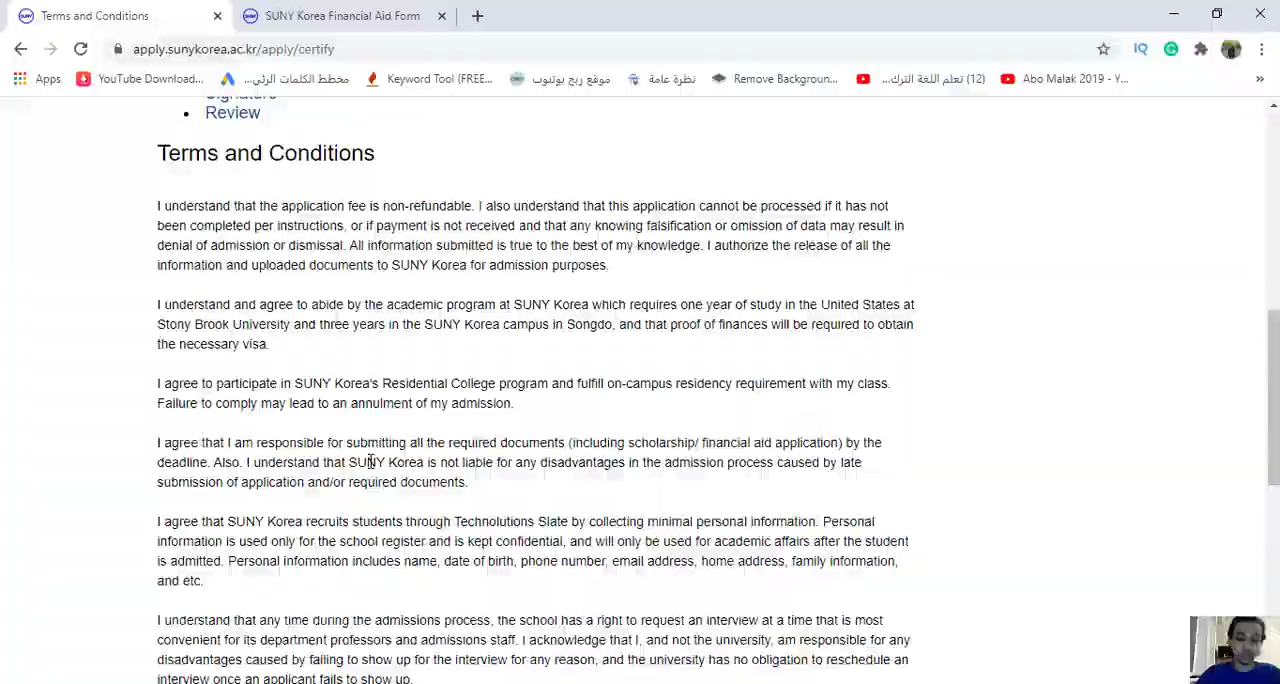 Terms and Conditions
SUNY Korea Financial Aid Form
apply.sunykorea.ac.kr/apply/certify
Apps
YouTube Download...
مخطط الكلمات الرئي...
Keyword Tool (FREE...
موقع ربح بوتنوب
نظرة عامة
Remove Backgroun...
(12) تعلم اللغة الترك...
Abo Malak 2019 - Y...
Signature
Review
Terms and Conditions
I understand that the application fee is non-refundable. I also understand that this application cannot be processed if it has not
been completed per instructions, or if payment is not received and that any knowing falsification or omission of data may result in
denial of admission or dismissal. All information submitted is true to the best of my knowledge. I authorize the release of all the
information and uploaded documents to SUNY Korea for admission purposes.
I understand and agree to abide by the academic program at SUNY Korea which requires one year of study in the United States at
Stony Brook University and three years in the SUNY Korea campus in Songdo, and that proof of finances will be required to obtain
the necessary visa.
I agree to participate in SUNY Korea's Residential College program and fulfill on-campus residency requirement with my class.
Failure to comply may lead to an annulment of my admission.
I agree that I am responsible for submitting all the required documents (including scholarship/ financial aid application) by the
deadline. Also. I understand that SUNY Korea is not liable for any disadvantages in the admission process caused by late
submission of application and/or required documents.
I agree that SUNY Korea recruits students through Technolutions Slate by collecting minimal personal information. Personal
information is used only for the school register and is kept confidential, and will only be used for academic affairs after the student
is admitted. Personal information includes name, date of birth, phone number, email address, home address, family information,
and etc.
I understand that any time during the admissions process, the school has a right to request an interview at a time that is most
convenient for its department professors and admissions staff. I acknowledge that I, and not the university, am responsible for any
disadvantages caused by failing to show up for the interview for any reason, and the university has no obligation to reschedule an
interview once an applicant fails to show up.